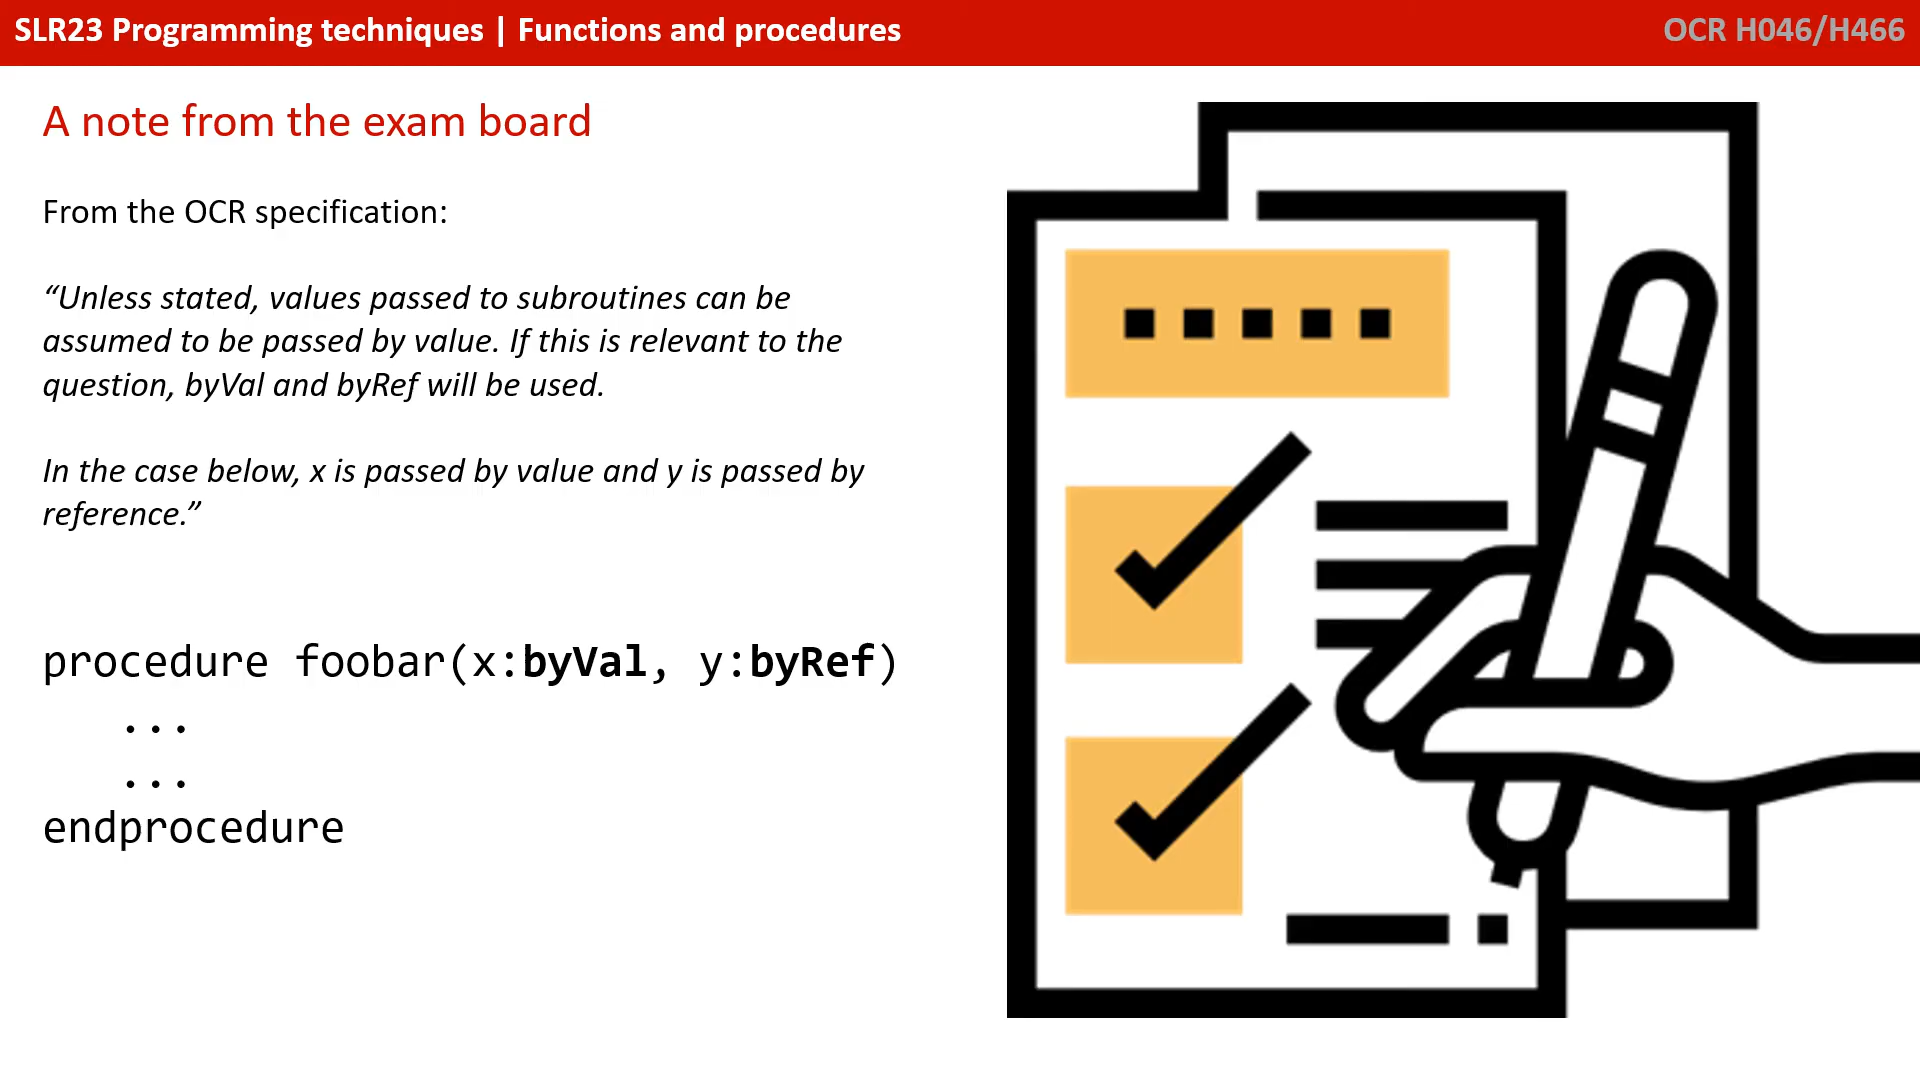 SLR23 Programming techniques | Functions and procedures
OCR H046/H466
A note from the exam board
From the OCR specification:
“Unless stated, values passed to subroutines can be
assumed to be passed by value. If this is relevant to the
question, byVal and byRef will be used.
In the case below, x is passed by value and y is passed by
reference.”
procedure foobar(x:byVal, y:byRef)
...
...
endprocedure